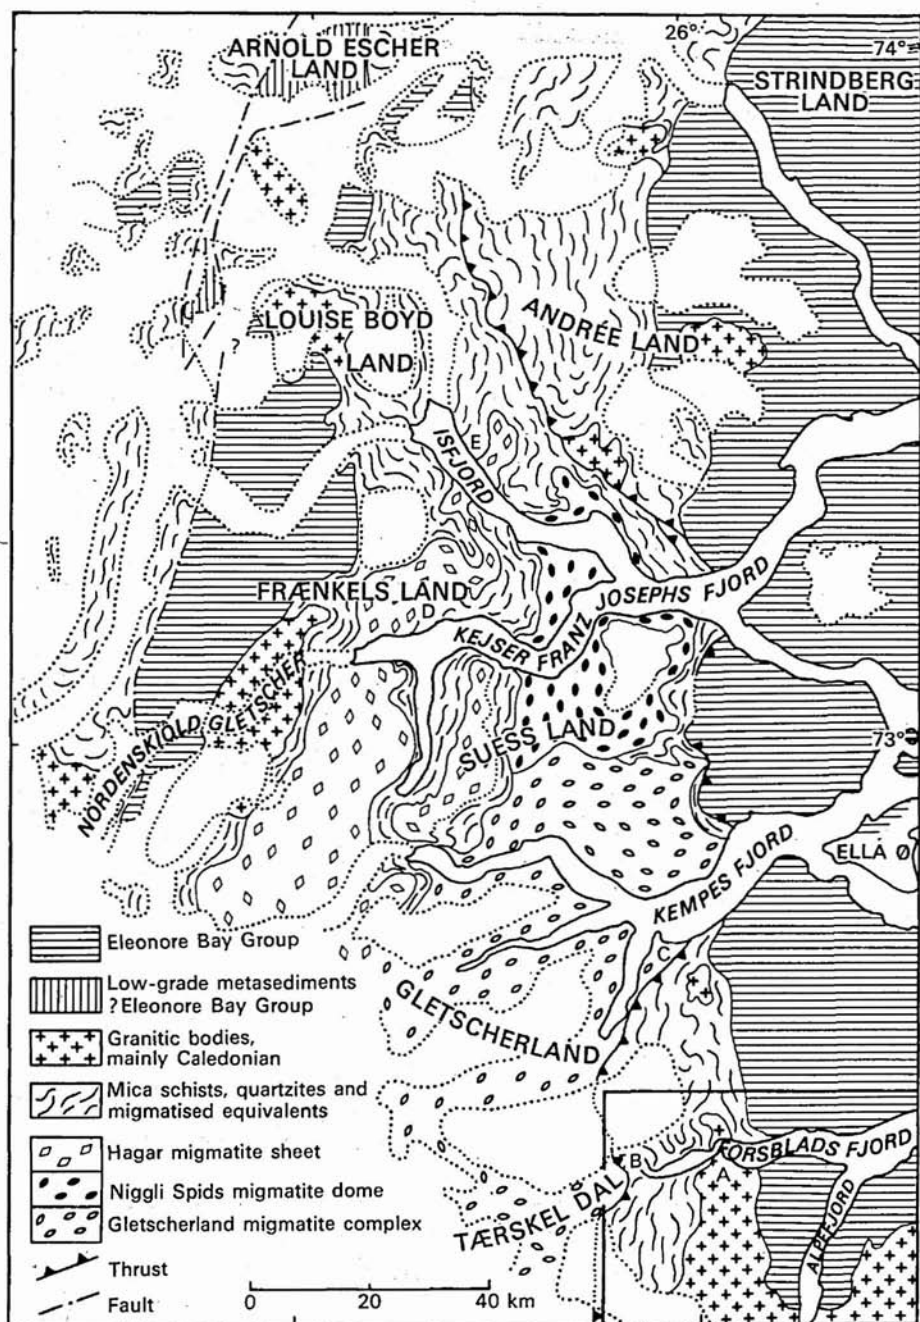 ARNOLD ESCHER
LAND
26°
74°
STRINDBERG
LAND
LOUISE BOYD
LAND
ANDRÉE LAND
?
ISFJORD
E
FRÆNKELS LAND
D
KEJSER FRANZ JOSEPHS FJORD
NORDENSKIÖLD GLETSCHER
SUESS LAND
73°
ELLA Ø
KEMPES FJORD
C
GLETSCHERLAND
FORSBLADS FJORD
B
A
TÆRSKEL DAL
ALPEFJORD
Eleonore Bay Group
Low-grade metasediments
? Eleonore Bay Group
Granitic bodies,
mainly Caledonian
Mica schists, quartzites and
migmatised equivalents
Hagar migmatite sheet
Niggli Spids migmatite dome
Gletscherland migmatite complex
Thrust
Fault
0 20 40 km